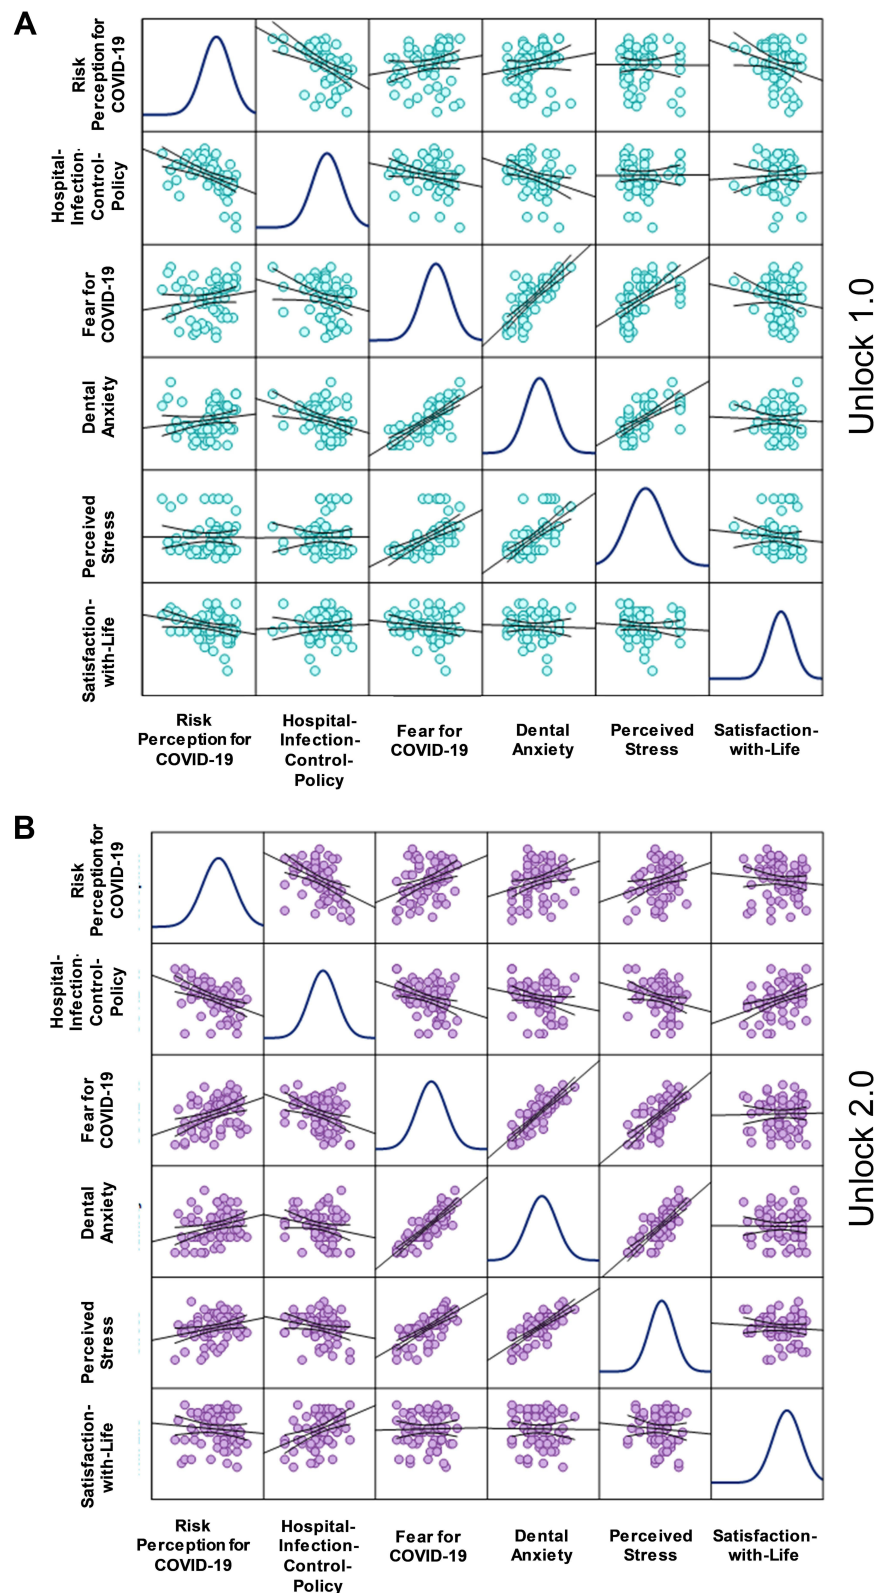 A
Risk
Perception for
COVID-19
Hospital-
Infection-
Control-
Policy
Fear for
COVID-19
Dental
Anxiety
Perceived
Stress
Satisfaction-
with-Life
Unlock 1.0
Risk
Perception for
COVID-19
Hospital-
Infection-
Control-
Policy
Fear for
COVID-19
Dental
Anxiety
Perceived
Stress
Satisfaction-
with-Life
B
Risk
Perception for
COVID-19
Hospital-
Infection-
Control-
Policy
Fear for
COVID-19
Dental
Anxiety
Perceived
Stress
Satisfaction-
with-Life
Unlock 2.0
Risk
Perception for
COVID-19
Hospital-
Infection-
Control-
Policy
Fear for
COVID-19
Dental
Anxiety
Perceived
Stress
Satisfaction-
with-Life